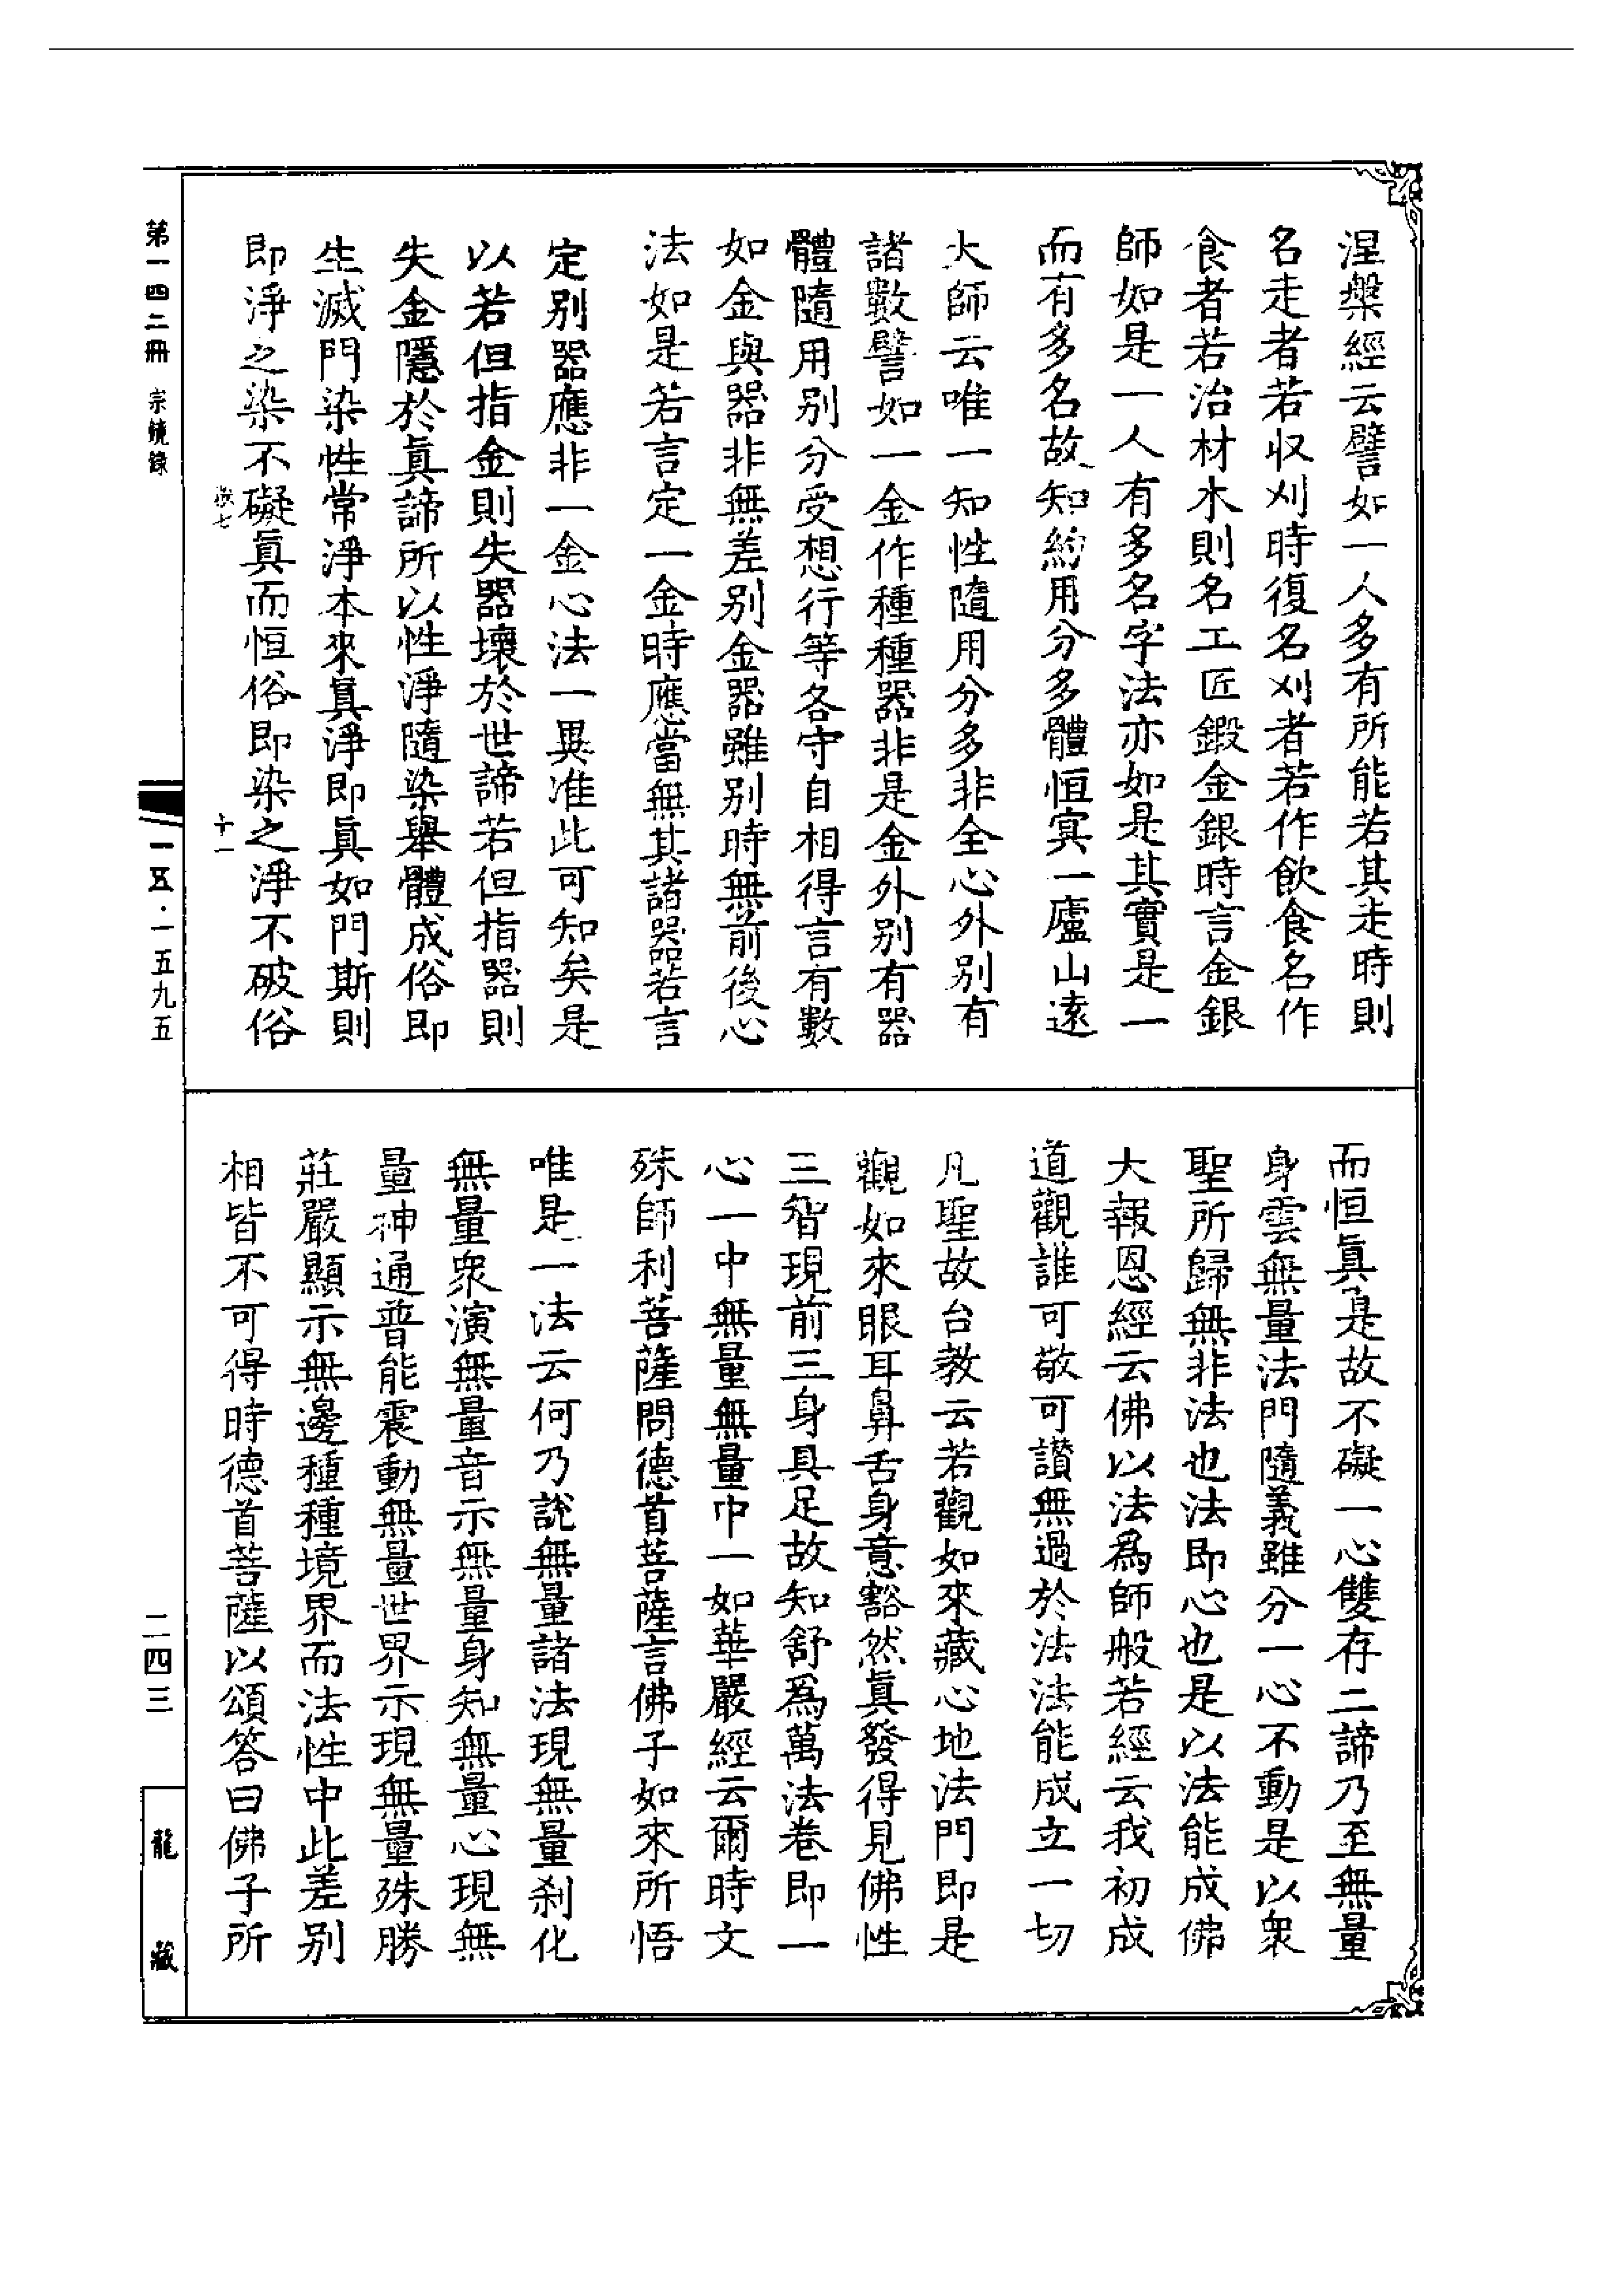 涅槃經云譬如一人多有所能若其走時則
名走者若収刈時復名刈者若作飲食名作
食者若治材木則名工匠鍛金銀時言金銀
師如是一人有多名字法亦如是其實是一
而有多名故知約用分多體恒寞一廬山遠
大師云唯一知性隨用分多非全心外別有
諸數譬如一金作種種器非是金外別有器
體隨用別分受想行等各守自相得言有數
如金與器非無差別金器雖別時無前後心
法如是若言定一金時應當無其諸器若言
定別器應非一金心法一異准此可知矣是
以若但指金則失器壞於世諦若但指器則
失金隱於眞諦所以性淨隨染舉體成俗即
生滅門染性常淨本來眞淨即眞如門斯則
即淨之染不礙眞而恒俗即染之淨不破俗
而恒眞是故不礙一心雙存二諦乃至無量
身雲無量法門隨義雖分一心不動是以衆
聖所歸無非法也法即心也是以法能成佛
大報恩經云佛以法爲師般若經云我初成
道觀誰可敬可讃無過於法法能成立一切
凡聖故台教云若觀如來藏心地法門即是
觀如來眼耳鼻舌身意豁然眞發得見佛性
三智現前三身具足故知舒爲萬法卷即一
心一中無量無量中一如華嚴經云爾時文
殊師利菩薩問德首菩薩言佛子如來所悟
唯是一法云何乃說無量諸法現無量刹化
無量衆演無量音示無量身知無量心現無
量神通普能震動無量世界示現無量殊勝
莊嚴顯示無邊種種境界而法性中此差別
相皆不可得時德首菩薩以頌答曰佛子所
第一四二冊 宗鏡錄
七
十一
一五·一五九五
二四三
龍藏